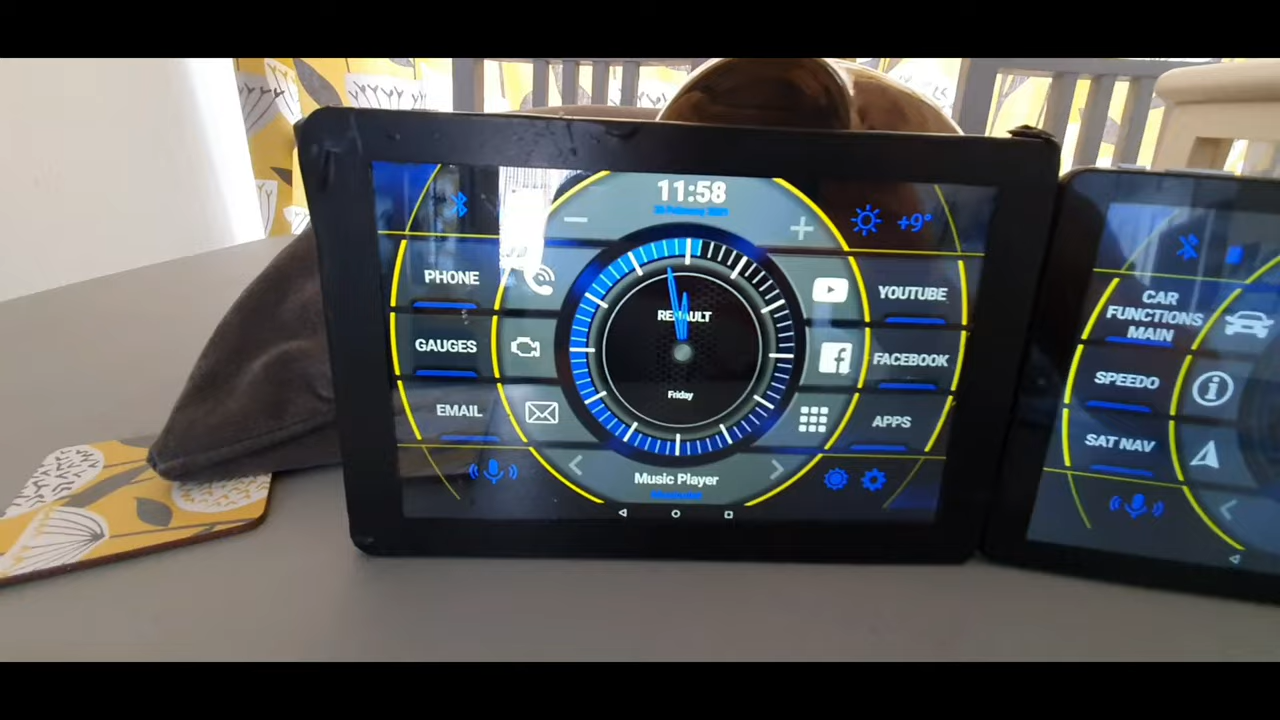 11:58
+9°
PHONE
RENAULT
YOUTUBE
GAUGES
FACEBOOK
EMAIL
Friday
APPS
Music Player
CAR
FUNCTIONS
MAIN
SPEEDO
SAT NAV